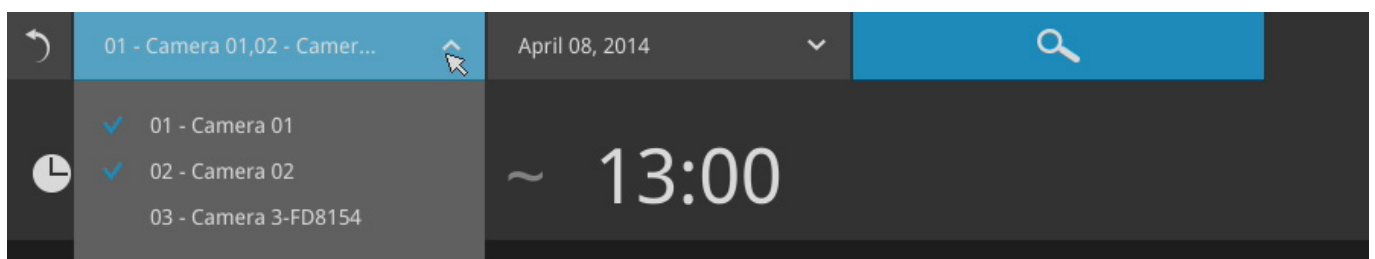 01 - Camera 01,02 - Camer...
April 08, 2014
01 - Camera 01
02 - Camera 02
~ 13:00
03 - Camera 3-FD8154